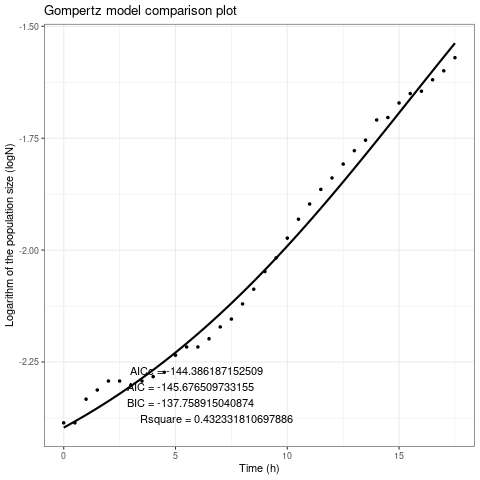 Gompertz model comparison plot
-1.50
-1.75
-2.00
-2.25
Logarithm of the population size (logN)
AICc =-144.386187152509
AIC = -145.676509733155
BIC = -137.758915040874
Rsquare = 0.432331810697886
0
5
10
15
Time (h)